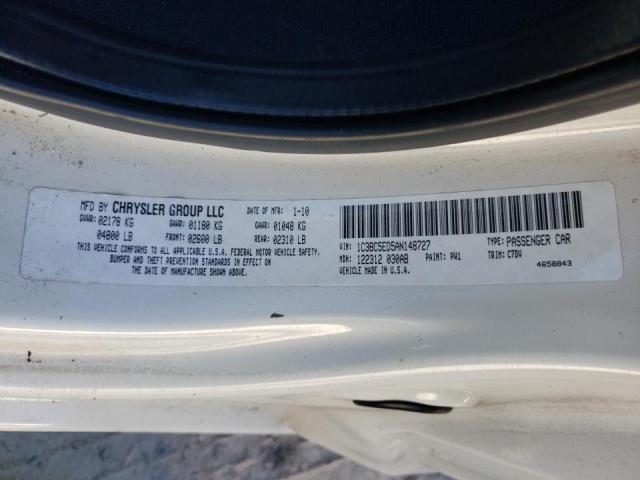 MFD BY CHRYSLER GROUP LLC DATE OF MFR: 1-10
GVWR: 02178 KG GAWR: 01180 KG GAWR: 01048 KG
04800 LB FRONT: 02600 LB REAR: 02310 LB
THIS VEHICLE CONFORMS TO ALL APPLICABLE U.S.A. FEDERAL MOTOR VEHICLE SAFETY,
BUMPER AND THEFT PREVENTION STANDARDS IN EFFECT ON
THE DATE OF MANUFACTURE SHOWN ABOVE.
VEHICLE MADE IN U.S.A.
VIN: 1C3BC5ED5AN148727 TYPE: PASSENGER CAR
MDH: 122312 030AB PAINT: PW1 TRIM: C7DV
4658043